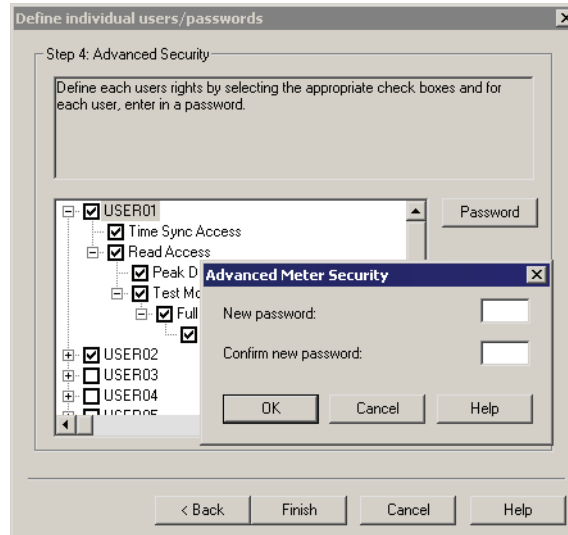 Define individual users/passwords
Step 4: Advanced Security
Define each users rights by selecting the appropriate check boxes and for
each user, enter in a password.
USER01
Password
Time Sync Access
Read Access
Peak D
Advanced Meter Security
Test Mo
New password:
Full
Confirm new password:
USER02
USER03
USER04
USER05
OK
Cancel
Help
< Back
Finish
Cancel
Help